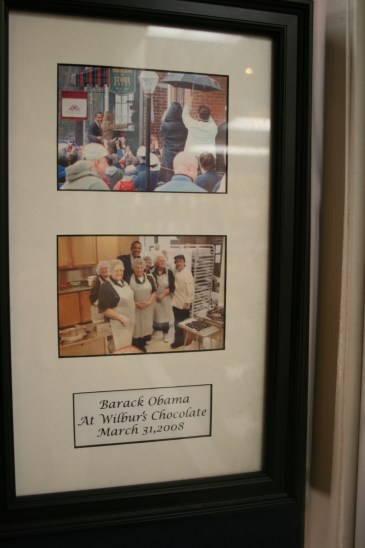 Barack Obama
At Wilbur's Chocolate
March 31,2008